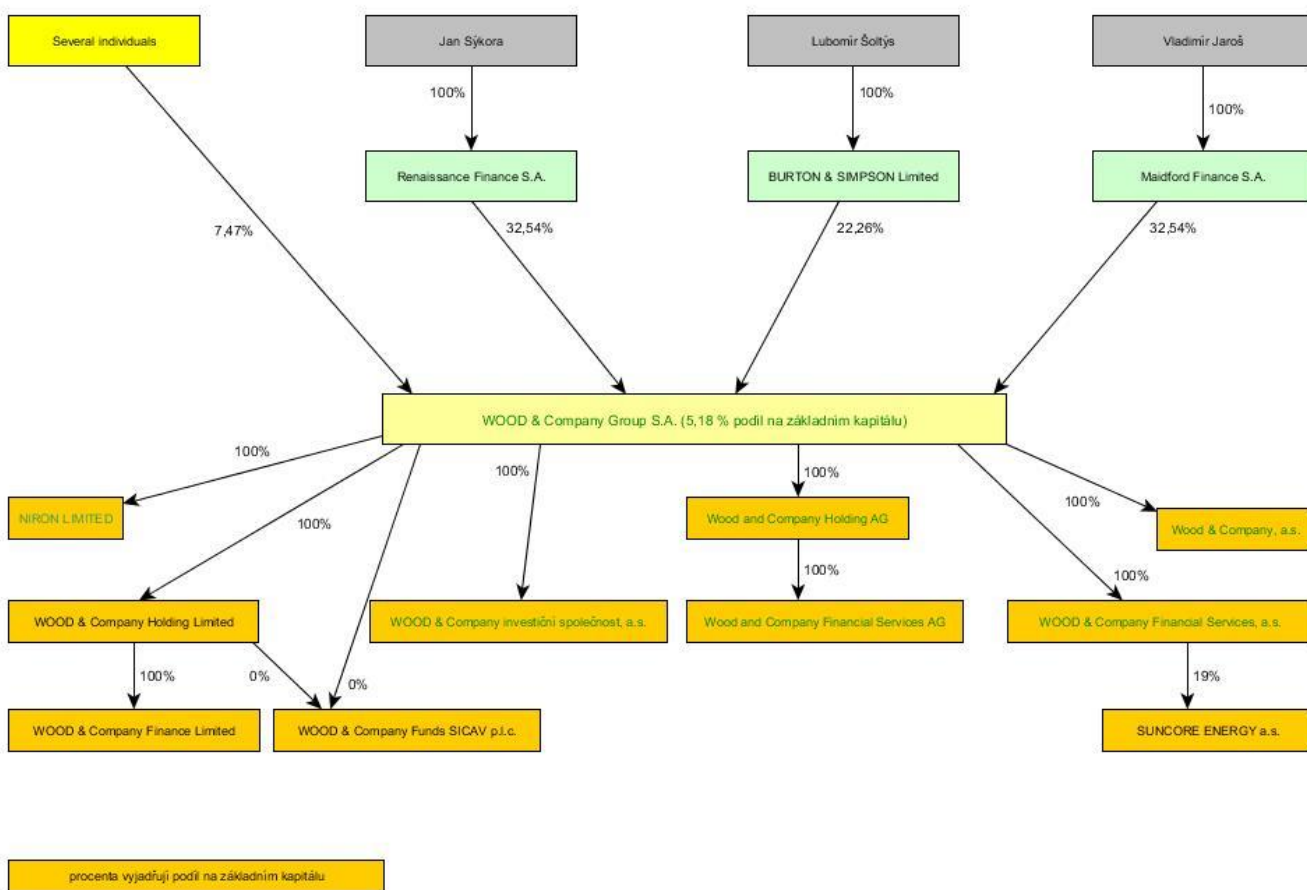 Several individuals
Jan Sýkora
Lubomír Šoltýs
Vladimír Jaroš
100%
100%
100%
Renaissance Finance S.A.
BURTON & SIMPSON Limited
Maidford Finance S.A.
7,47%
32,54%
22,26%
32,54%
WOOD & Company Group S.A. (5,18 % podíl na základním kapitálu)
100%
100%
100%
100%
100%
100%
NIRON LIMITED
Wood and Company Holding AG
Wood & Company, a.s.
100%
WOOD & Company Holding Limited
WOOD & Company investiční společnost, a.s.
Wood and Company Financial Services AG
WOOD & Company Financial Services, a.s.
100%
0%
0%
19%
WOOD & Company Finance Limited
WOOD & Company Funds SICAV p.l.c.
SUNCORE ENERGY a.s.
procenta vyjadřují podíl na základním kapitálu